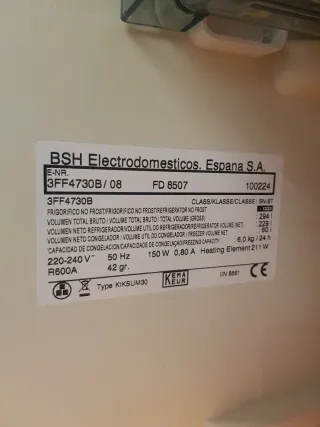 BSH Electrodomesticos, Espana S.A.
E-NR.
3FF4730B / 08 FD 8507 100224
3FF4730B CLASS/KLASSE/CLASSE: SN-ST
FRIGORIFICO NO FROST/FRIGORIFICO NO FROST/REFRIGERATOR NO FROST
VOLUMEN TOTAL BRUTO / VOLUME TOTAL BRUTO / TOTAL VOLUME (GROSS) 294 l
VOLUMEN NETO REFRIGERADOR/VOLUME UTIL DO REFRIGERADOR/REFRIGERATOR VOLUME (NET) 229 l
VOLUMEN NETO CONGELADOR / VOLUME UTIL DO CONGELADOR / FREEZER VOLUME (NET) 60 l
CAPACIDAD DE CONGELACION / CAPACIDADE DE CONGELAÇÃO/FREEZING CAPACITY 6,0 kg / 24 h
220-240 V~ 50 Hz 150 W 0,80 A Heating Element 211 W
R600A 42 gr.
Type KIKSUM30 KEMA KEUR